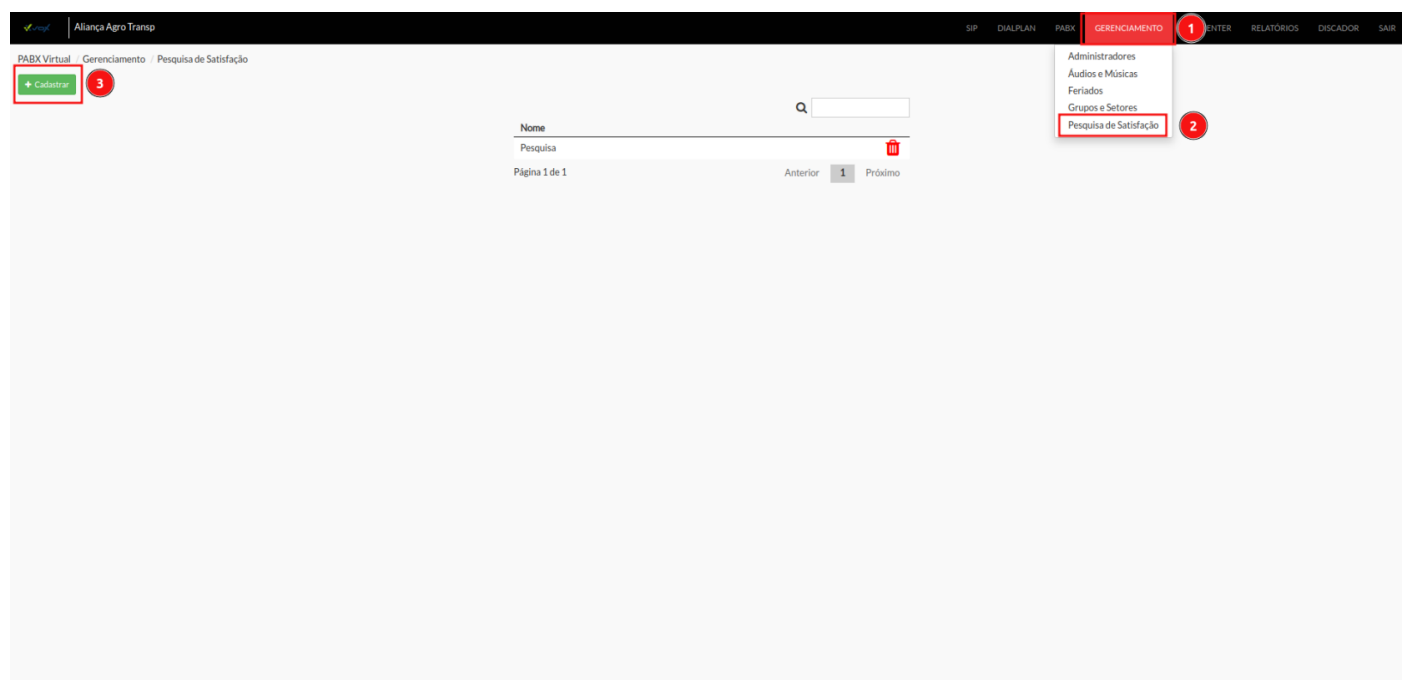 Aliança Agro Transp
SIP DIALPLAN PABX GERENCIAMENTO 1 ENTER RELATÓRIOS DISCADOR SAIR
PABX Virtual / Gerenciamento / Pesquisa de Satisfação
+ Cadastrar 3
Administradores
Áudios e Músicas
Feriados
Grupos e Setores
Pesquisa de Satisfação 2
Nome
Pesquisa
Página 1 de 1 Anterior 1 Próximo